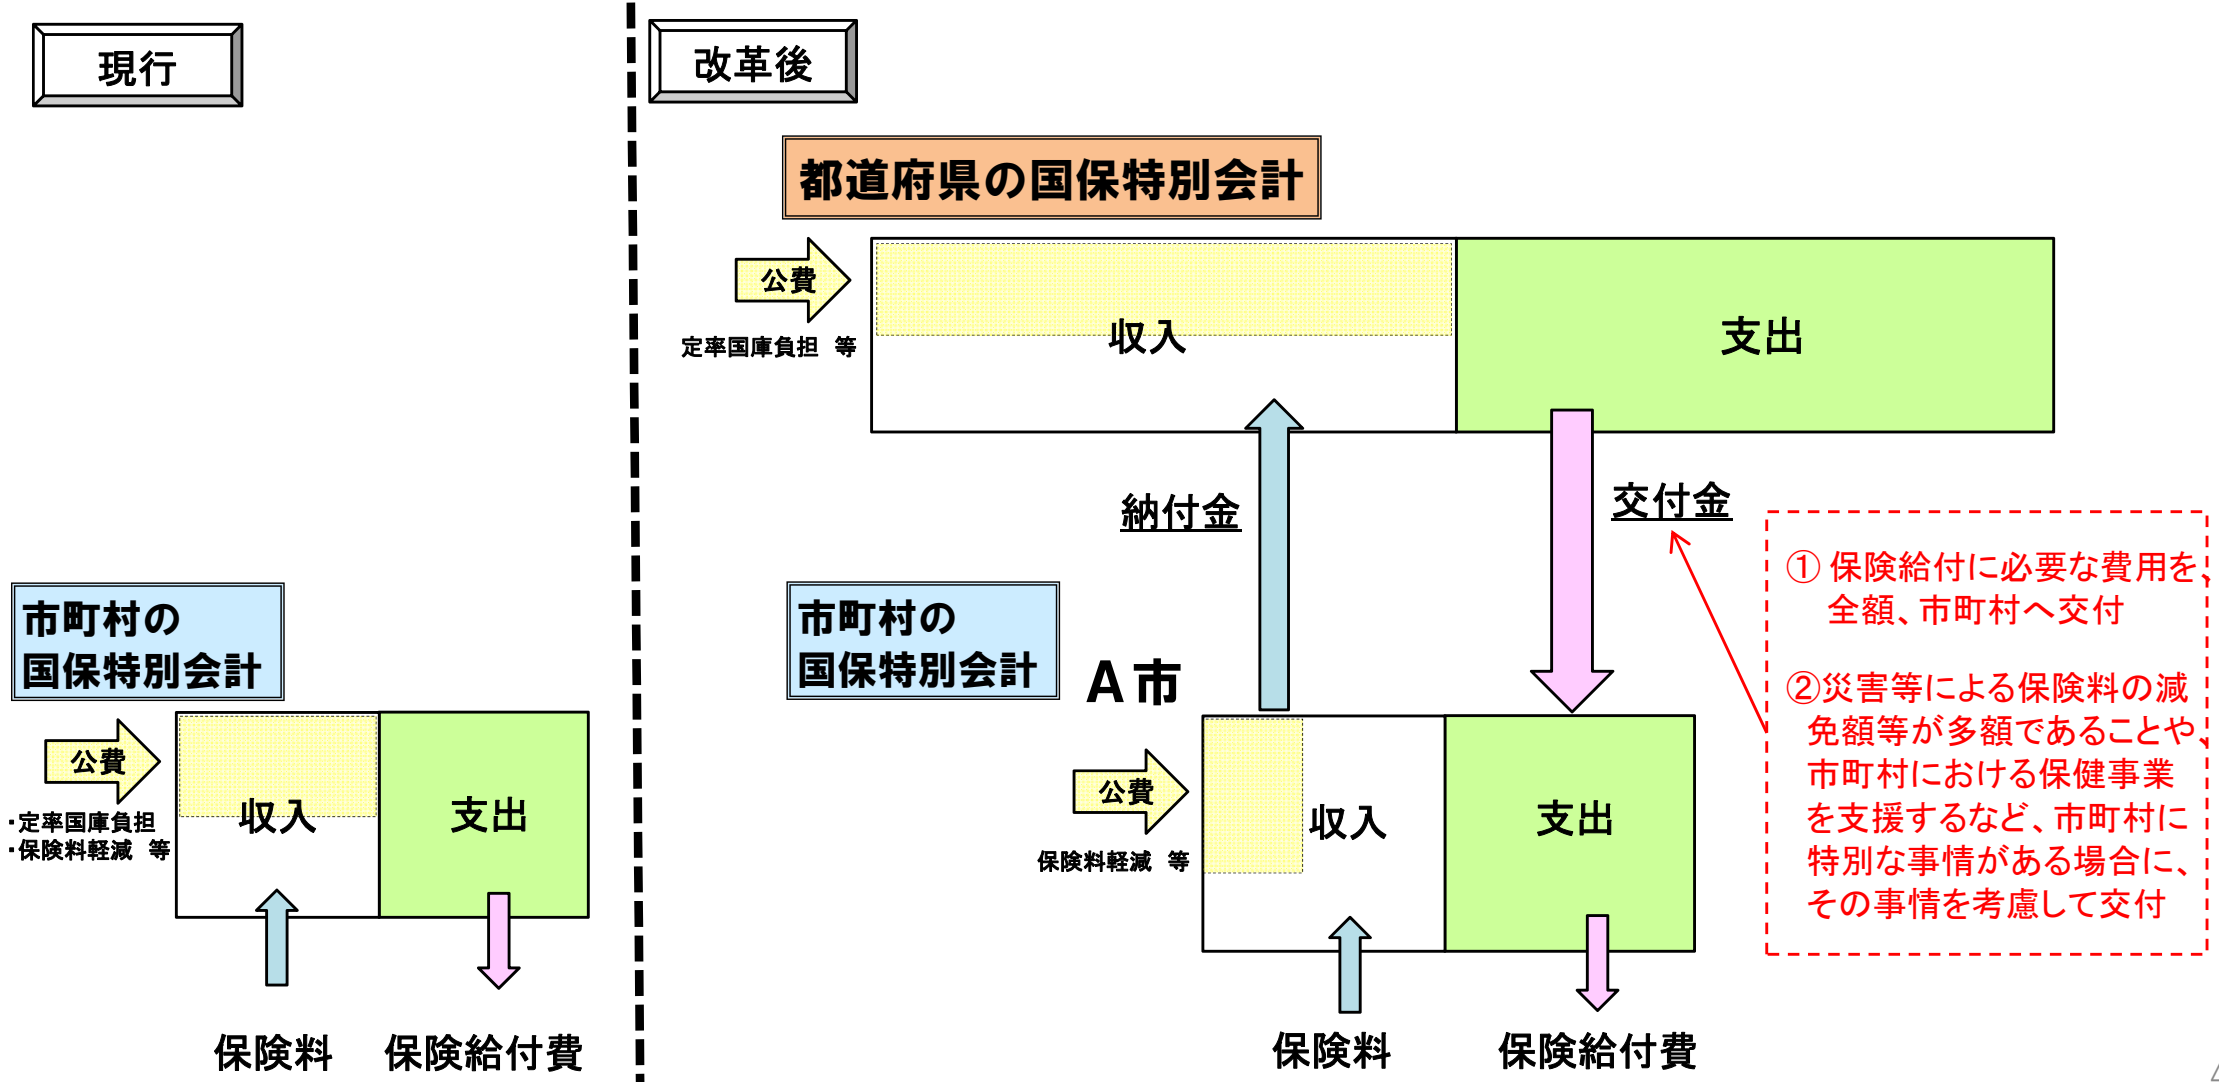 現行
市町村の
国保特別会計
公費
・定率国庫負担
・保険料軽減　等
収入
支出
保険料
保険給付費
改革後
都道府県の国保特別会計
公費
定率国庫負担　等
収入
支出
納付金
交付金
市町村の
国保特別会計
A市
公費
保険料軽減　等
収入
支出
保険料
保険給付費
① 保険給付に必要な費用を、
全額、市町村へ交付
②災害等による保険料の減
免額等が多額であることや、
市町村における保健事業
を支援するなど、市町村に
特別な事情がある場合に、
その事情を考慮して交付